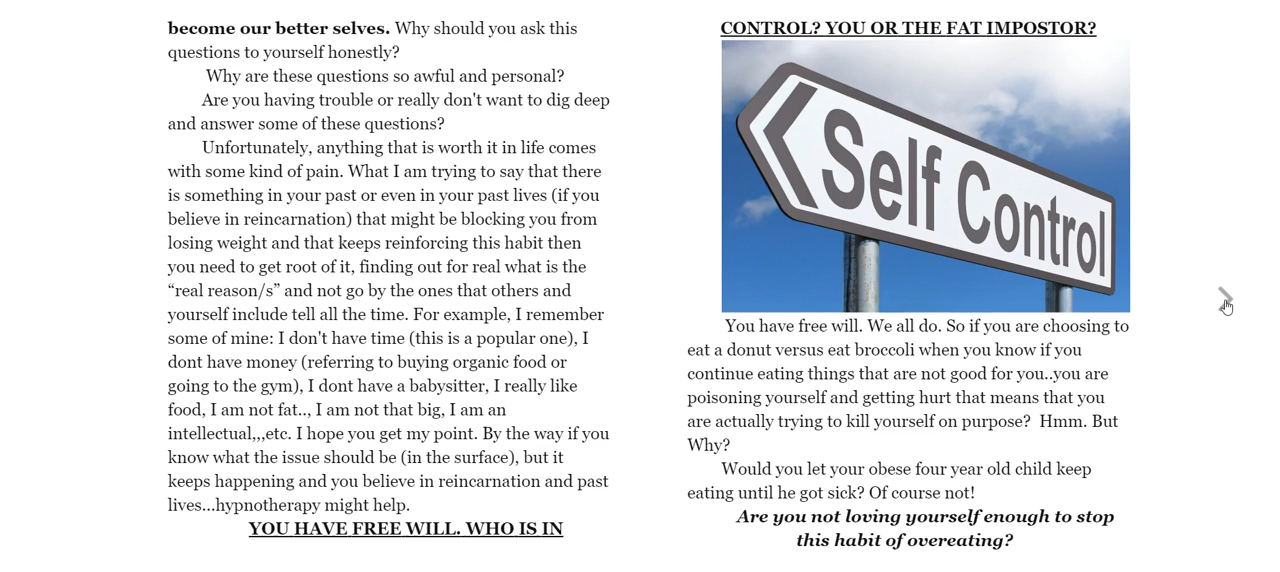 become our better selves. Why should you ask this
questions to yourself honestly?
Why are these questions so awful and personal?
Are you having trouble or really don't want to dig deep
and answer some of these questions?
Unfortunately, anything that is worth it in life comes
with some kind of pain. What I am trying to say that there
is something in your past or even in your past lives (if you
believe in reincarnation) that might be blocking you from
losing weight and that keeps reinforcing this habit then
you need to get root of it, finding out for real what is the
“real reason/s” and not go by the ones that others and
yourself include tell all the time. For example, I remember
some of mine: I don't have time (this is a popular one), I
dont have money (referring to buying organic food or
going to the gym), I dont have a babysitter, I really like
food, I am not fat.., I am not that big, I am an
intellectual,,,etc. I hope you get my point. By the way if you
know what the issue should be (in the surface), but it
keeps happening and you believe in reincarnation and past
lives...hypnotherapy might help.
YOU HAVE FREE WILL. WHO IS IN
CONTROL? YOU OR THE FAT IMPOSTOR?
Self Control
You have free will. We all do. So if you are choosing to
eat a donut versus eat broccoli when you know if you
continue eating things that are not good for you..you are
poisoning yourself and getting hurt that means that you
are actually trying to kill yourself on purpose? Hmm. But
Why?
Would you let your obese four year old child keep
eating until he got sick? Of course not!
Are you not loving yourself enough to stop
this habit of overeating?